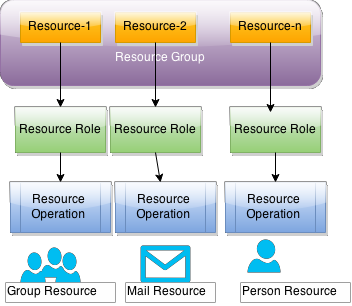 Resource-1 Resource-2 Resource-n
Resource Group
Resource Role Resource Role Resource Role
Resource Resource Resource
Operation Operation Operation
Group Resource Mail Resource Person Resource